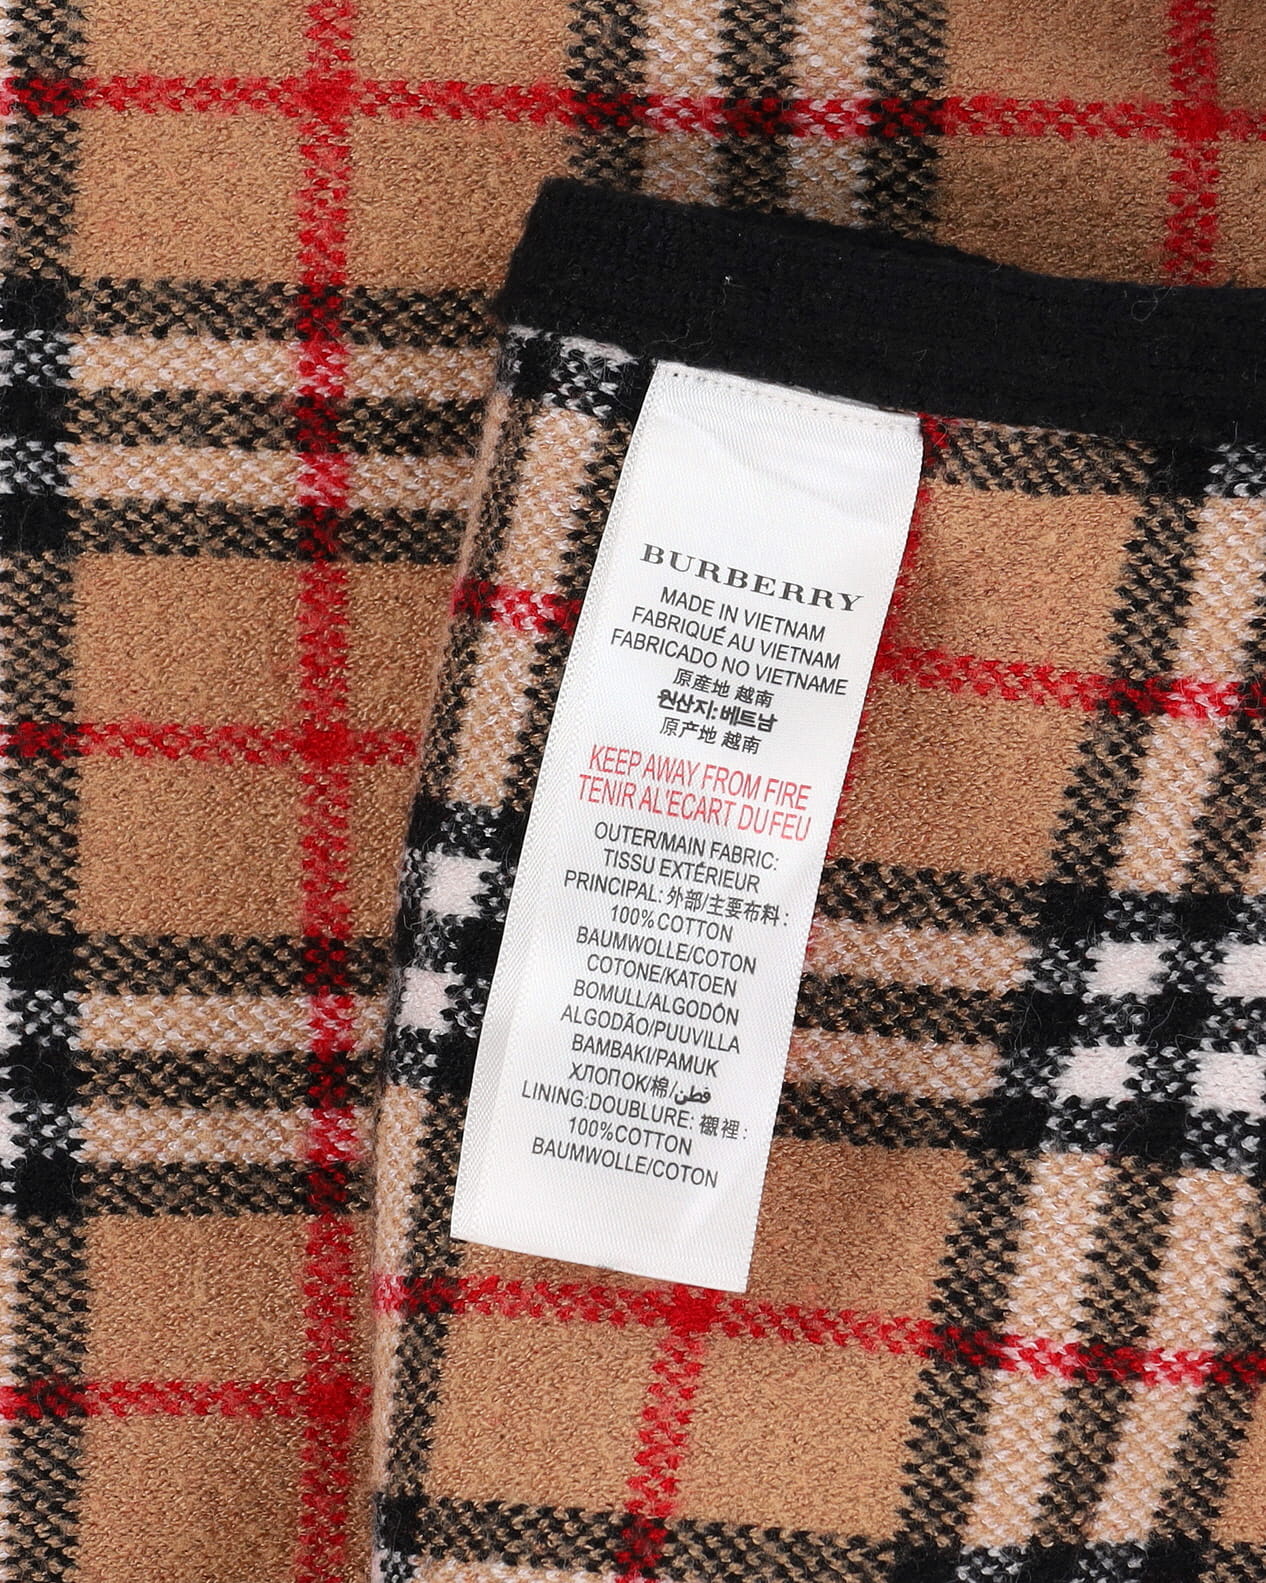 BURBERRY
MADE IN VIETNAM
FABRIQUÉ AU VIETNAM
FABRICADO NO VIETNAME
原産地 越南
원산지: 베트남
原产地 越南
KEEP AWAY FROM FIRE
TENIR A L'ECART DU FEU
OUTER/MAIN FABRIC:
TISSU EXTÉRIEUR
PRINCIPAL: 外部/主要布料:
100% COTTON
BAUMWOLLE/COTON
COTONE/KATOEN
BOMULL/ALGODÓN
ALGODÃO/PUUVILLA
BAMBAKI/PAMUK
ХЛОПОК/棉/قطن
LINING:DOUBLURE: 襯裡:
100%COTTON
BAUMWOLLE/COTON